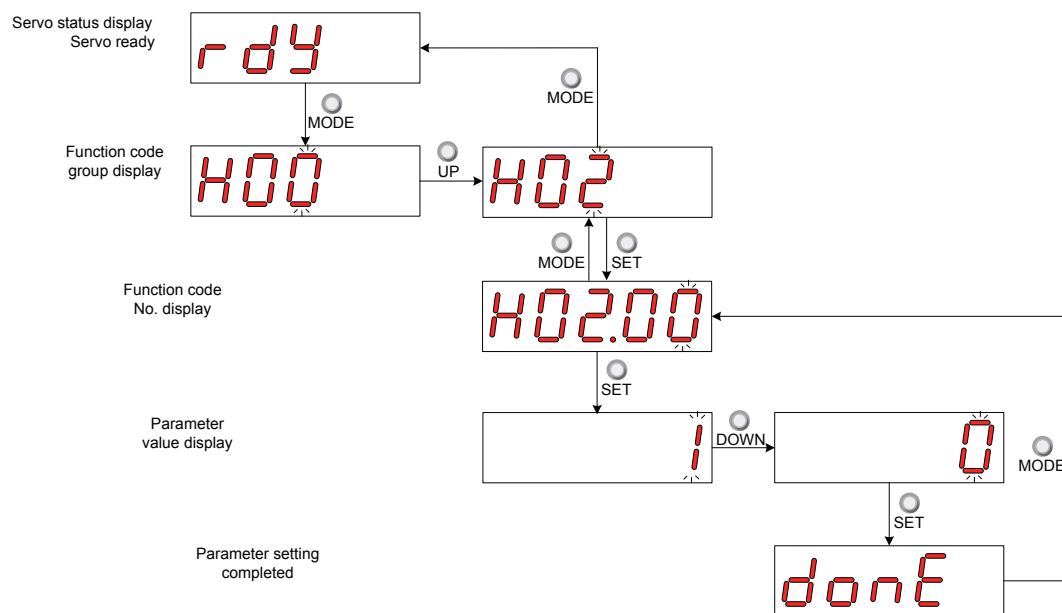 Servo status display
Servo ready
rdy
MODE
MODE
Function code
group display
H00
UP
H02
MODE
SET
Function code
No. display
H02.00
SET
Parameter
value display
1
DOWN
0
MODE
SET
Parameter setting
completed
donE